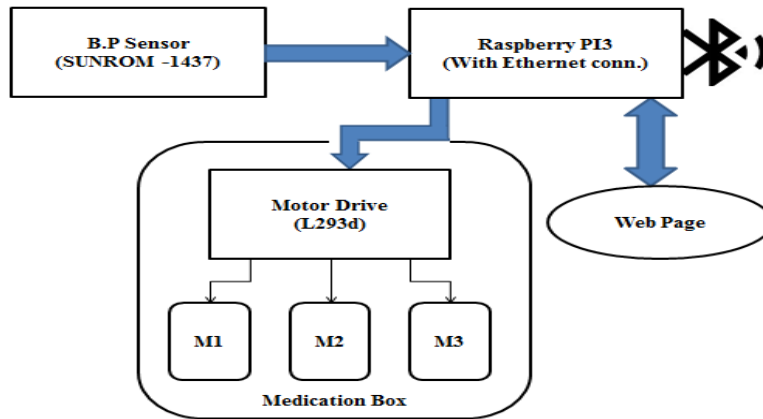 B.P Sensor
(SUNROM -1437)
Raspberry PI3
(With Ethernet conn.)
Motor Drive
(L293d)
Web Page
M1
M2
M3
Medication Box